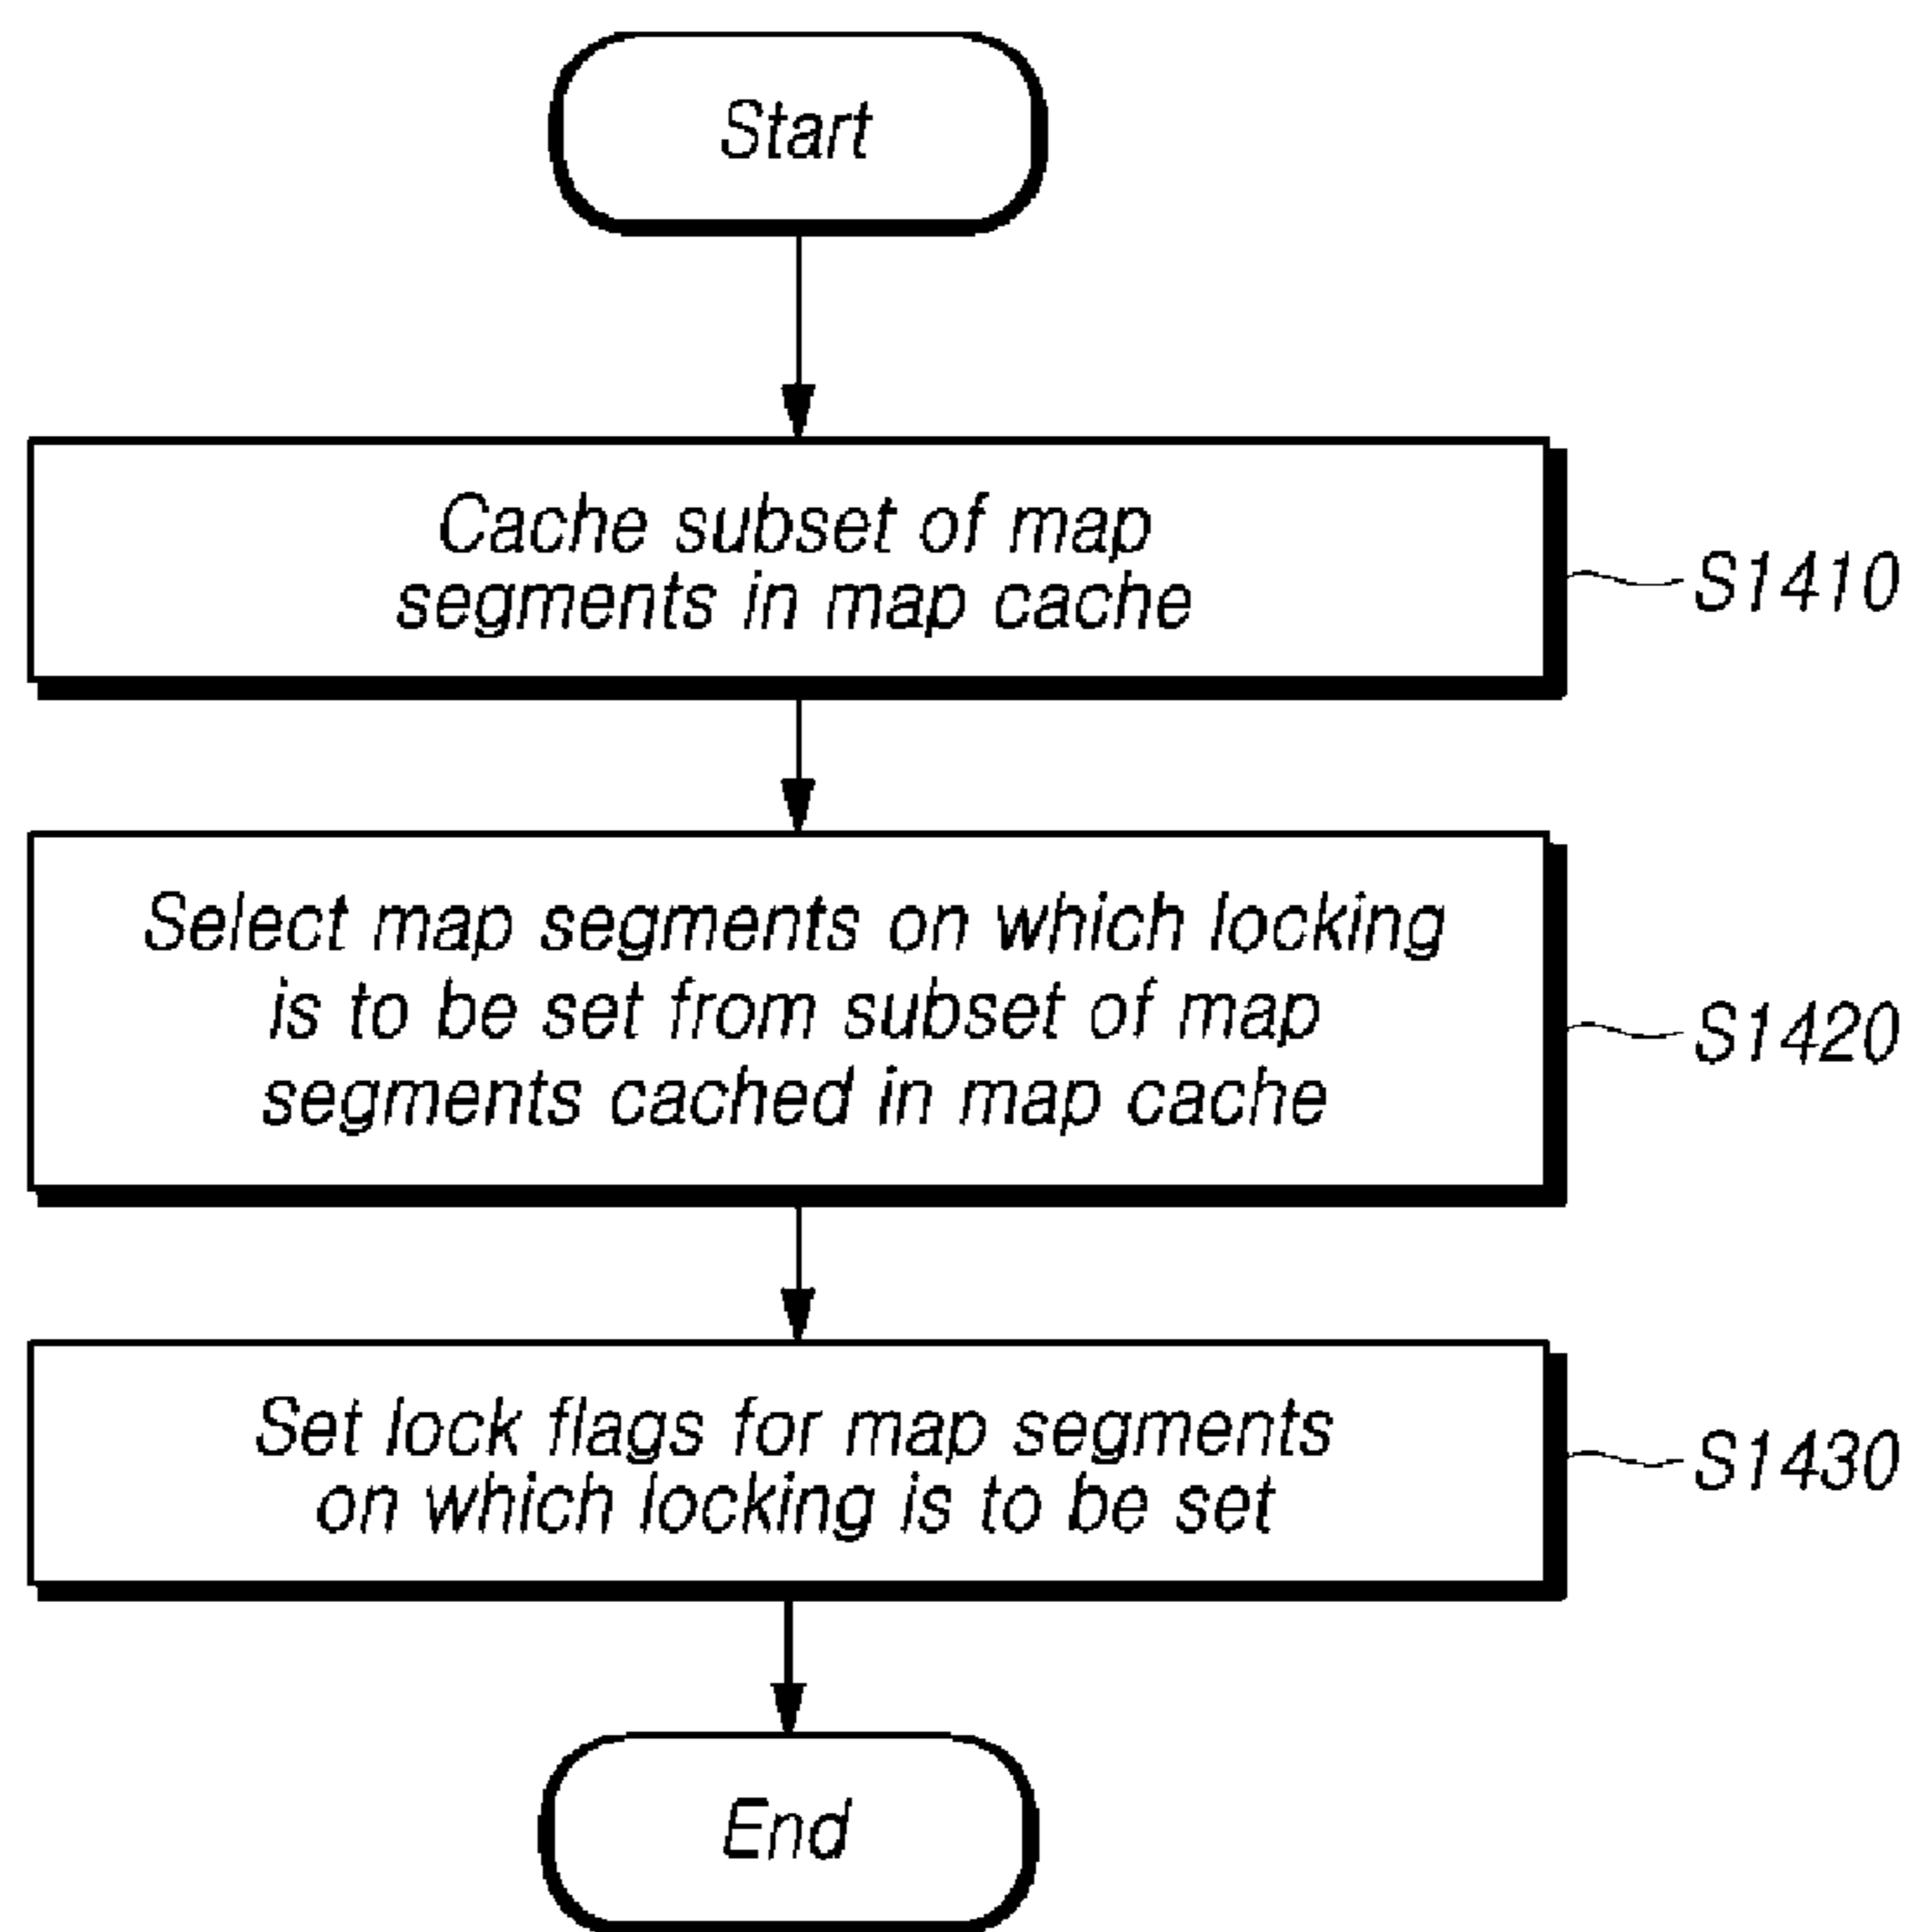 Start
Cache subset of map
segments in map cache
S1410
Select map segments on which locking
is to be set from subset of map
segments cached in map cache
S1420
Set lock flags for map segments
on which locking is to be set
S1430
End